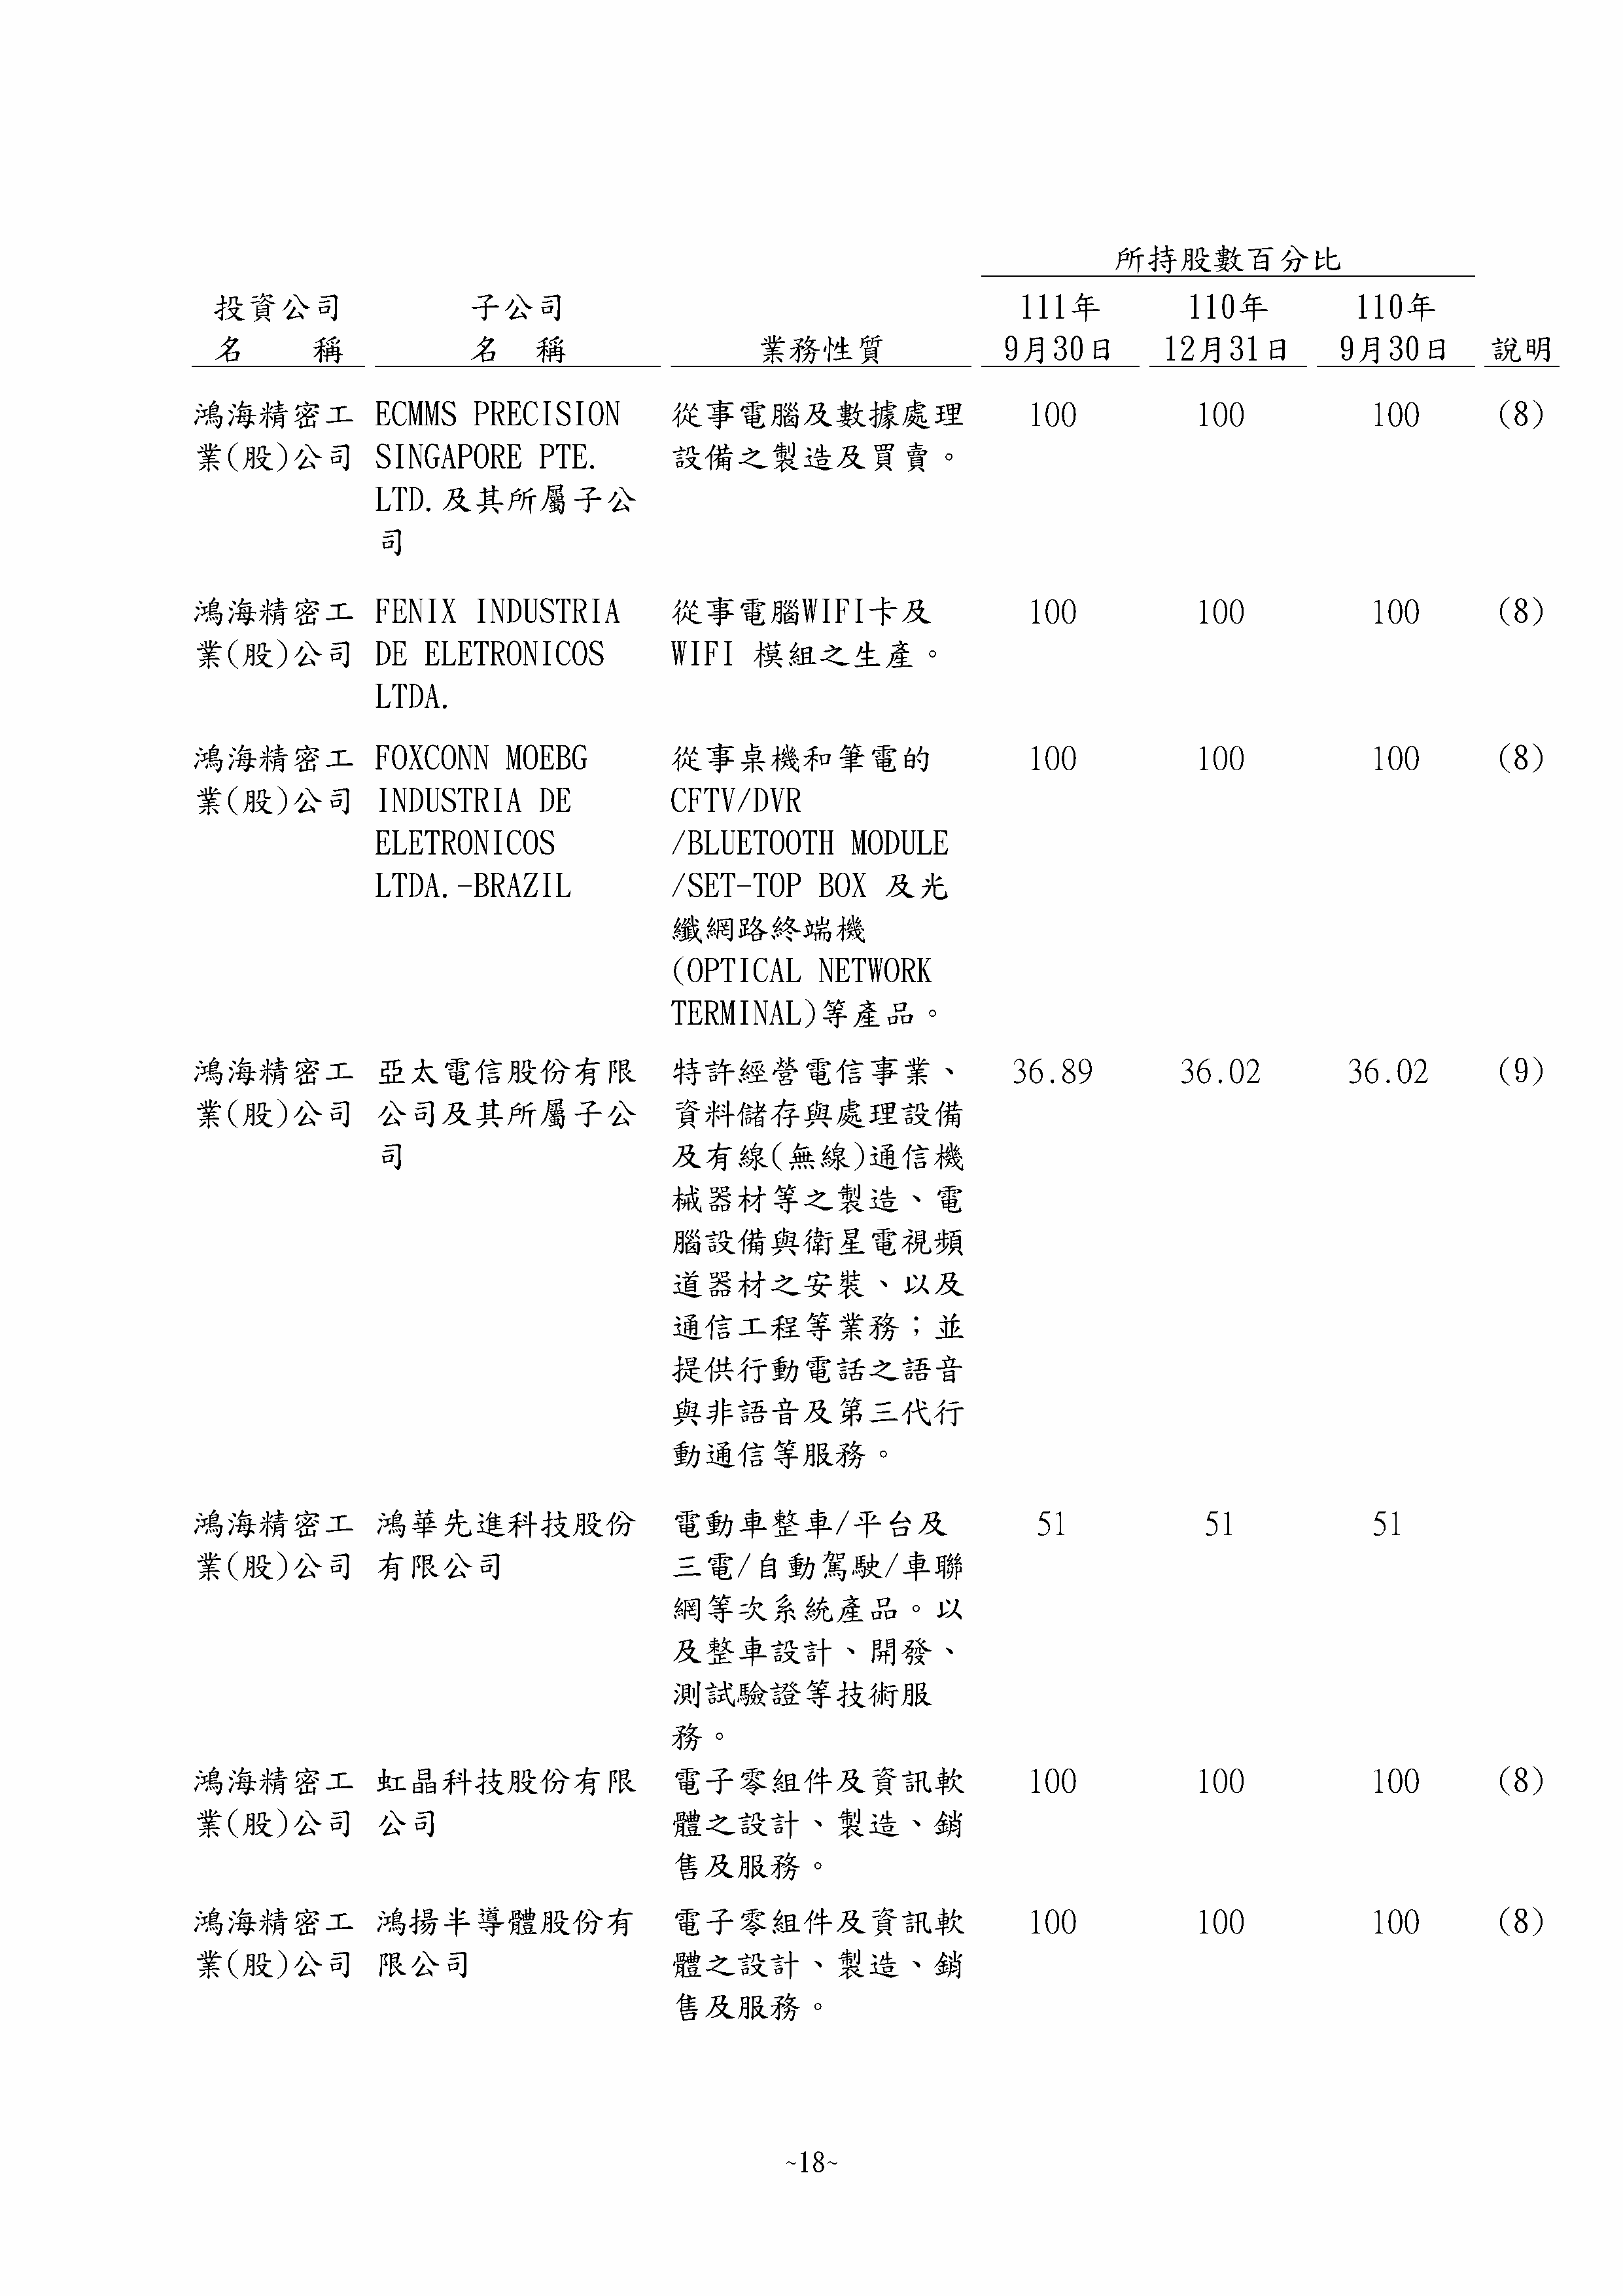 所持股數百分比
投資公司 子公司 111年 110年 110年
名 稱 名 稱 業務性質 9月30日 12月31日 9月30日 說明
鴻海精密工 ECMMS PRECISION 從事電腦及數據處理 100 100 100 (8)
業(股)公司 SINGAPORE PTE. 設備之製造及買賣。
LTD.及其所屬子公
司
鴻海精密工 FENIX INDUSTRIA 從事電腦WIFI卡及 100 100 100 (8)
業(股)公司 DE ELETRONICOS WIFI 模組之生產。
LTDA.
鴻海精密工 FOXCONN MOEBG 從事桌機和筆電的 100 100 100 (8)
業(股)公司 INDUSTRIA DE CFTV/DVR
ELETRONICOS /BLUETOOTH MODULE
LTDA.-BRAZIL /SET-TOP BOX 及光
纖網路終端機
(OPTICAL NETWORK
TERMINAL)等產品。
鴻海精密工 亞太電信股份有限 特許經營電信事業、 36.89 36.02 36.02 (9)
業(股)公司 公司及其所屬子公 資料儲存與處理設備
司 及有線(無線)通信機
械器材等之製造、電
腦設備與衛星電視頻
道器材之安裝、以及
通信工程等業務；並
提供行動電話之語音
與非語音及第三代行
動通信等服務。
鴻海精密工 鴻華先進科技股份 電動車整車/平台及 51 51 51
業(股)公司 有限公司 三電/自動駕駛/車聯
網等次系統產品。以
及整車設計、開發、
測試驗證等技術服
務。
鴻海精密工 虹晶科技股份有限 電子零組件及資訊軟 100 100 100 (8)
業(股)公司 公司 體之設計、製造、銷
售及服務。
鴻海精密工 鴻揚半導體股份有 電子零組件及資訊軟 100 100 100 (8)
業(股)公司 限公司 體之設計、製造、銷
售及服務。
~18~